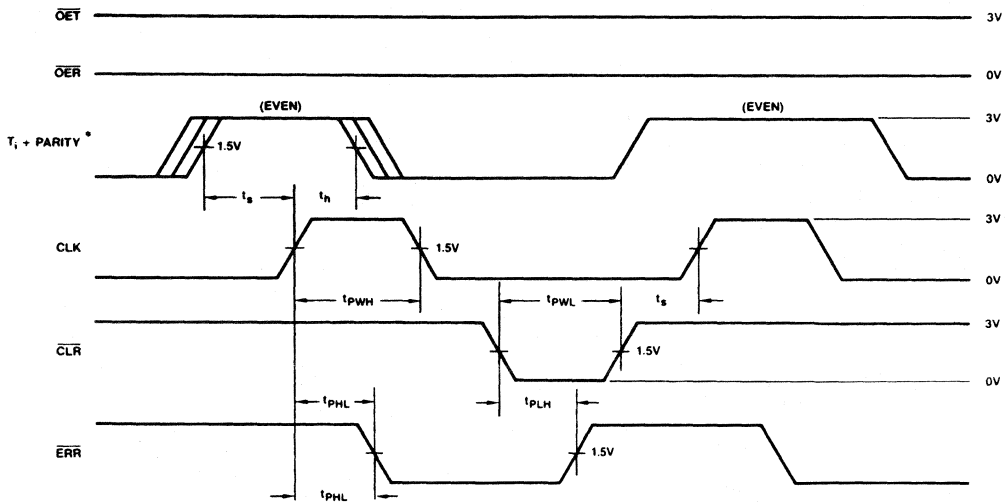 OET 3V
OER 0V
(EVEN) (EVEN)
3V
Ti + PARITY * 1.5V
0V
ts th
3V
CLK 1.5V
0V
tPWH tPWL ts
3V
CLR 1.5V
0V
tPHL tPLH
ERR 1.5V
tPHL